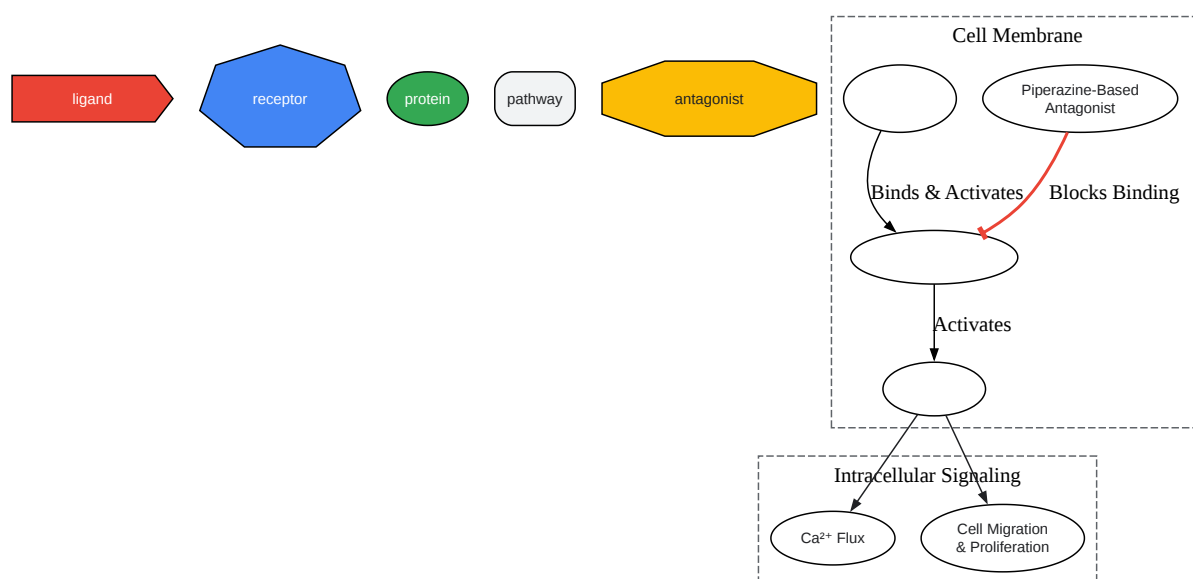 ligand
receptor
protein
pathway
antagonist
Cell Membrane
Piperazine-Based
Antagonist
Binds & Activates
Blocks Binding
Activates
Intracellular Signaling
Ca²⁺ Flux
Cell Migration
& Proliferation